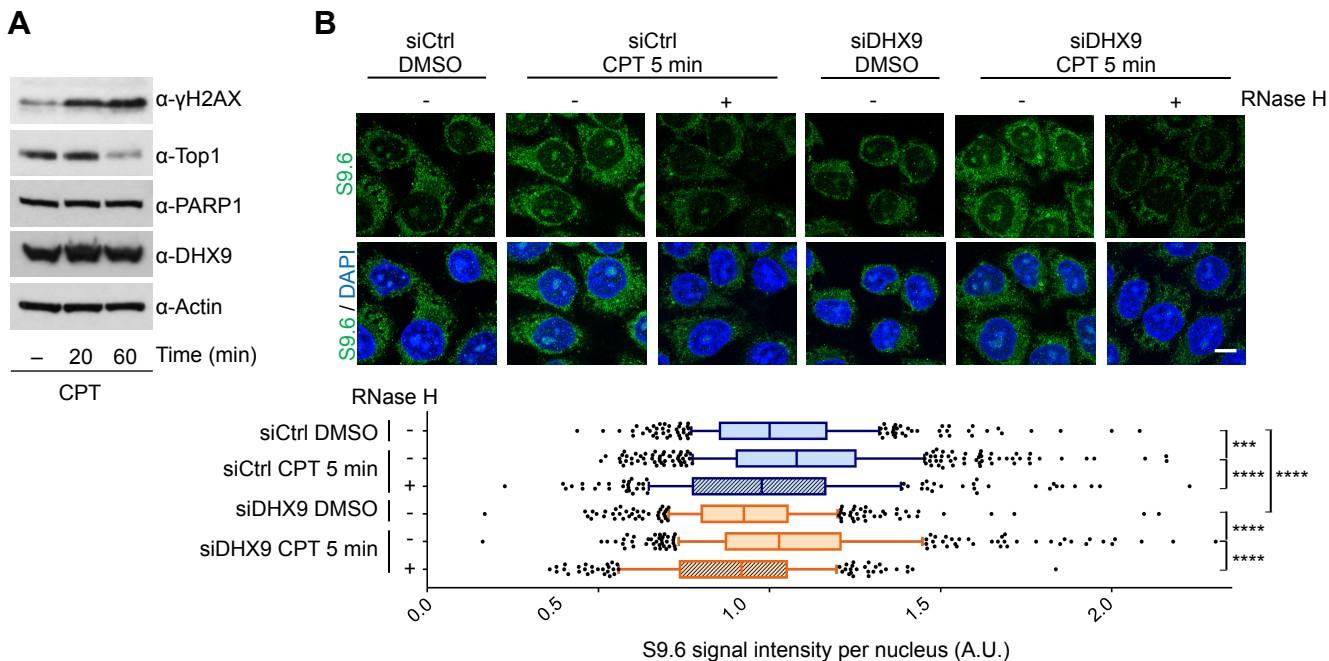 A
α-γH2AX
α-Top1
α-PARP1
α-DHX9
α-Actin
– 20 60 Time (min)
CPT
B
siCtrl DMSO
siCtrl CPT 5 min
siDHX9 DMSO
siDHX9 CPT 5 min
- - + - - + RNase H
S9.6
S9.6 / DAPI
RNase H
siCtrl DMSO - ***
siCtrl CPT 5 min - ****
+ ****
siDHX9 DMSO - ****
siDHX9 CPT 5 min - ****
+
0.0 0.5 1.0 1.5 2.0
S9.6 signal intensity per nucleus (A.U.)